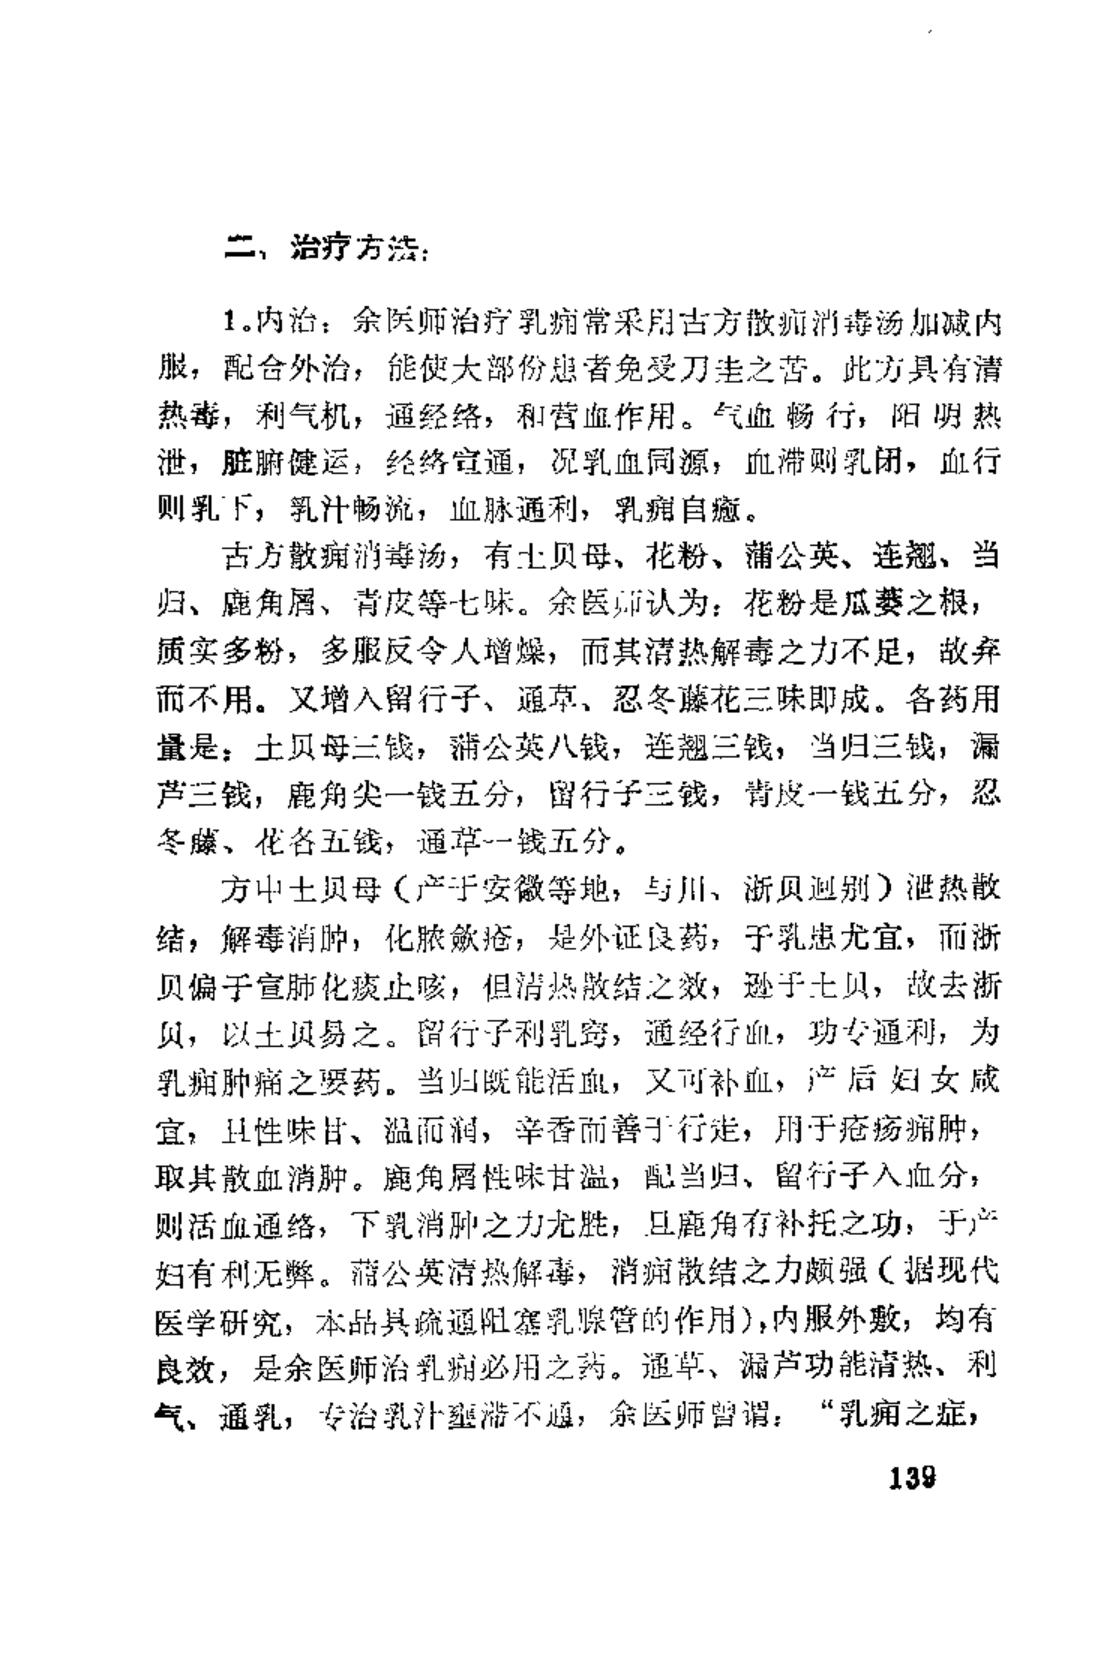 二、治疗方法：
1。内治：余医师治疗乳痈常采用古方散痈消毒汤加减内
服，配合外治，能使大部份患者免受刀圭之苦。此方具有清
热毒，利气机，通经络，和营血作用。气血畅行，阳明热
泄，脏腑健运，经络宣通，况乳血同源，血滞则乳闭，血行
则乳下，乳汁畅流，血脉通利，乳痈自瘾。
古方散痈消毒汤，有土贝母、花粉、蒲公英、连翘、当
归、鹿角屑、青皮等七味。余医师认为：花粉是瓜蒌之根，
质实多粉，多服反令人增燥，而其清热解毒之力不足，故弃
而不用。又增入留行子、通草、忍冬藤花三味即成。各药用
量是：土贝母三钱，蒲公英八钱，连翘三钱，当归三钱，漏
芦三钱，鹿角尖一钱五分，留行子三钱，青皮一钱五分，忍
冬藤、花各五钱，通草一钱五分。
方中土贝母（产于安徽等地，与川、浙贝迥别）泄热散
结，解毒消肿，化脓敛疮，是外证良药，于乳患尤宜，而浙
贝偏于宣肺化痰止咳，但清热散结之效，逊于土贝，故去浙
贝，以土贝易之。留行子利乳窍，通经行血，功专通利，为
乳痈肿痛之要药。当归既能活血，又可补血，产后妇女咸
宜，且性味甘、温而润，辛香而善于行走，用于疮疡痈肿，
取其散血消肿。鹿角屑性味甘温，配当归、留行子入血分，
则活血通络，下乳消肿之力尤胜，且鹿角有补托之功，于产
妇有利无弊。蒲公英清热解毒，消痈散结之力颇强（据现代
医学研究，本品具疏通阻塞乳腺管的作用），内服外敷，均有
良效，是余医师治乳痈必用之药。通草、漏芦功能清热、利
气、通乳，专治乳汁壅滞不通，余医师曾谓：“乳痈之症，
139